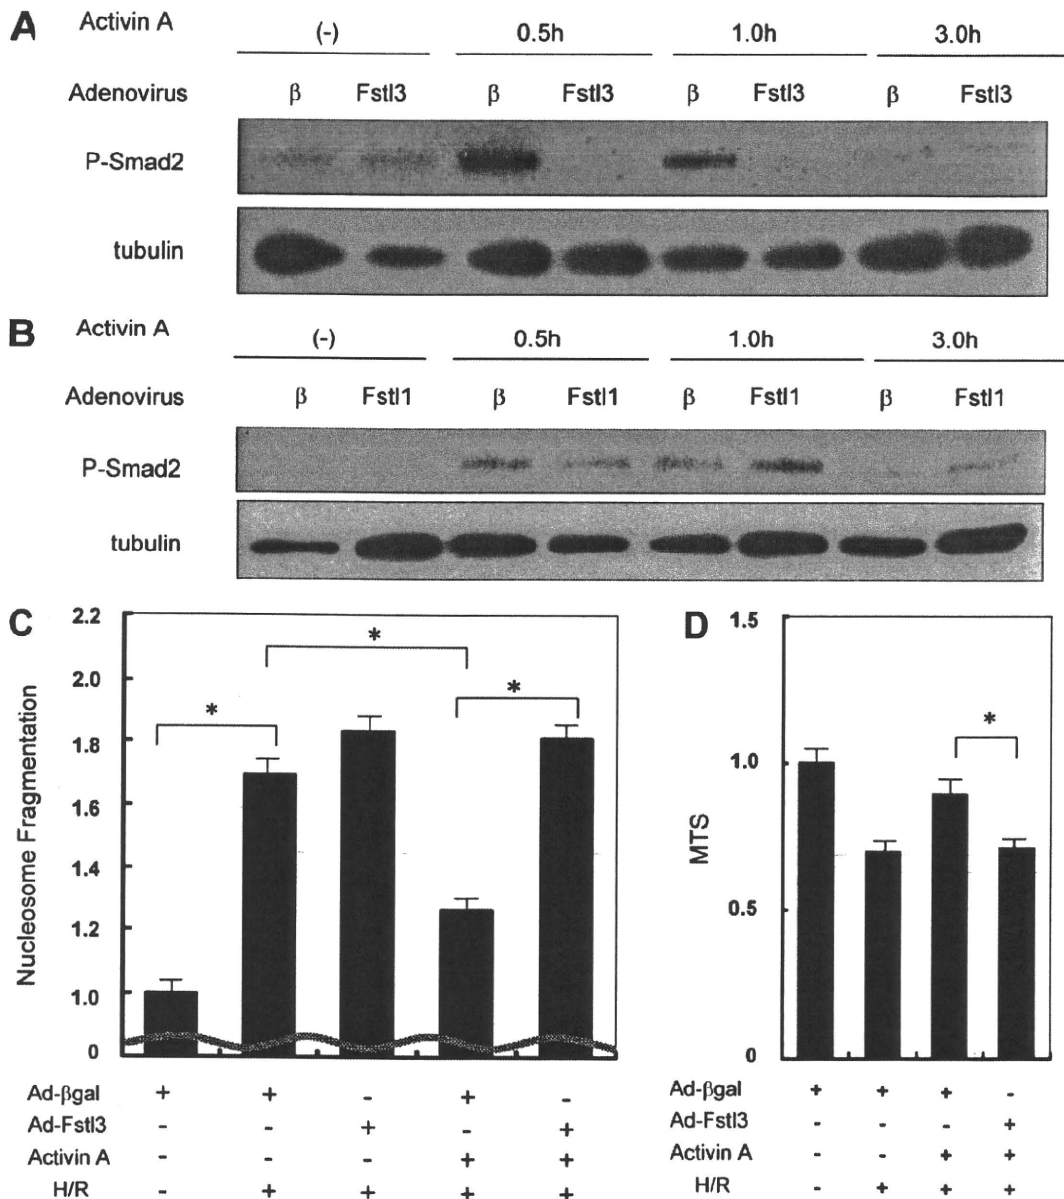 A Activin A (-) 0.5h 1.0h 3.0h
Adenovirus β Fstl3 β Fstl3 β Fstl3 β Fstl3
P-Smad2
tubulin
B Activin A (-) 0.5h 1.0h 3.0h
Adenovirus β Fstl1 β Fstl1 β Fstl1 β Fstl1
P-Smad2
tubulin
C
Nucleosome Fragmentation
2.2
2.0
1.8
1.6
1.4
1.2
1.0
0
* * *
Ad-βgal + + - + -
Ad-Fstl3 - - + - +
Activin A - - - + +
H/R - + + + +
D
MTS
1.5
1.0
0.5
0
*
Ad-βgal + + + -
Ad-Fstl3 - - - +
Activin A - - + +
H/R - + + +